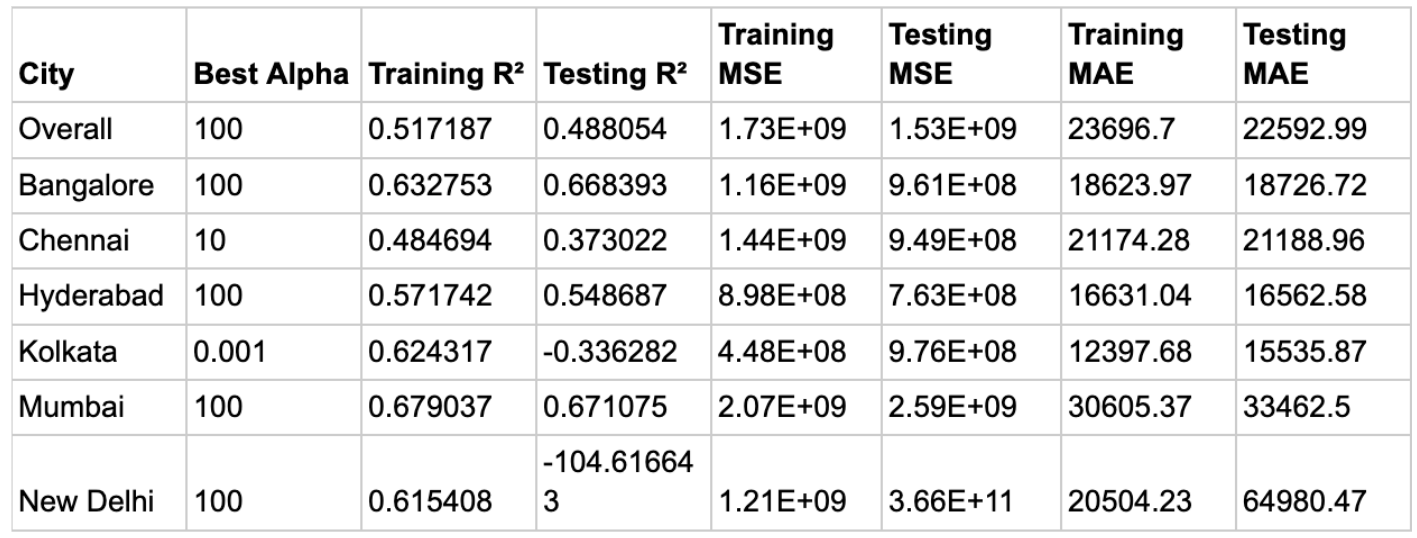 City Best Alpha Training R² Testing R² Training MSE Testing MSE Training MAE Testing MAE
Overall 100 0.517187 0.488054 1.73E+09 1.53E+09 23696.7 22592.99
Bangalore 100 0.632753 0.668393 1.16E+09 9.61E+08 18623.97 18726.72
Chennai 10 0.484694 0.373022 1.44E+09 9.49E+08 21174.28 21188.96
Hyderabad 100 0.571742 0.548687 8.98E+08 7.63E+08 16631.04 16562.58
Kolkata 0.001 0.624317 -0.336282 4.48E+08 9.76E+08 12397.68 15535.87
Mumbai 100 0.679037 0.671075 2.07E+09 2.59E+09 30605.37 33462.5
New Delhi 100 0.615408 -104.616643 1.21E+09 3.66E+11 20504.23 64980.47